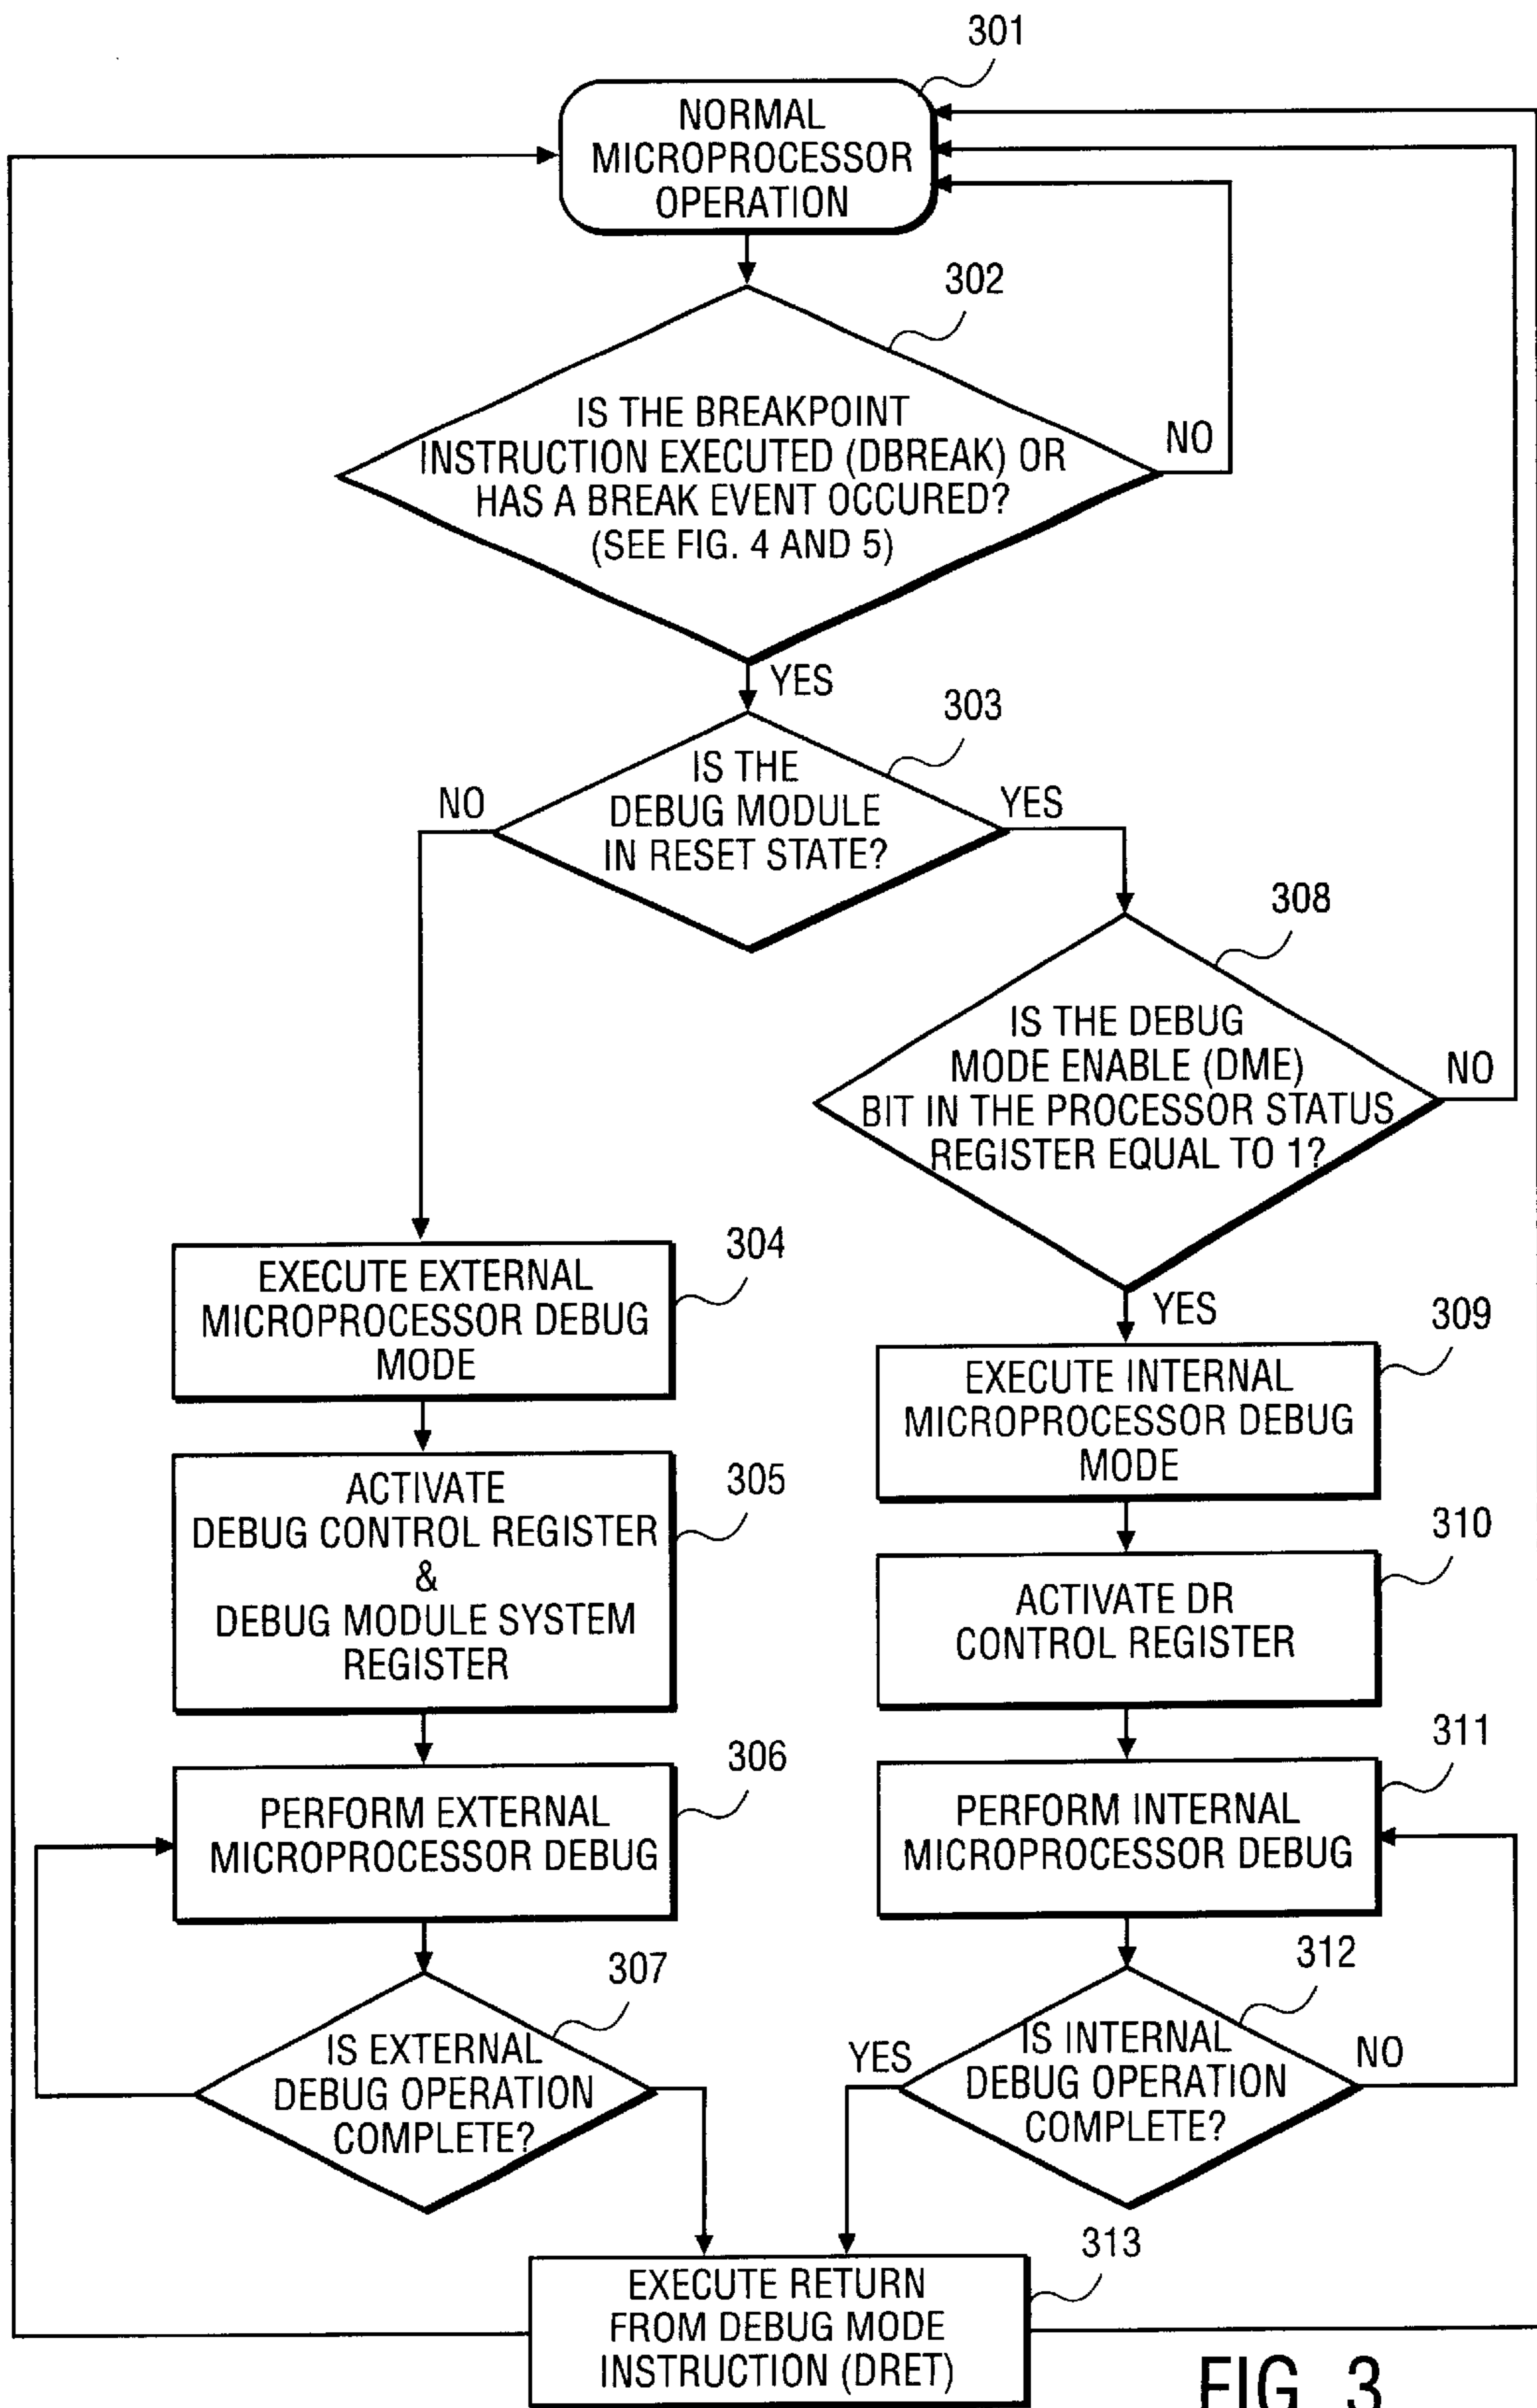 301
NORMAL
MICROPROCESSOR
OPERATION
302
IS THE BREAKPOINT
INSTRUCTION EXECUTED (DBREAK) OR
HAS A BREAK EVENT OCCURED?
(SEE FIG. 4 AND 5)
NO
YES
303
IS THE
DEBUG MODULE
IN RESET STATE?
NO
YES
308
IS THE DEBUG
MODE ENABLE (DME)
BIT IN THE PROCESSOR STATUS
REGISTER EQUAL TO 1?
NO
YES
304
EXECUTE EXTERNAL
MICROPROCESSOR DEBUG
MODE
309
EXECUTE INTERNAL
MICROPROCESSOR DEBUG
MODE
305
ACTIVATE
DEBUG CONTROL REGISTER
&
DEBUG MODULE SYSTEM
REGISTER
310
ACTIVATE DR
CONTROL REGISTER
306
PERFORM EXTERNAL
MICROPROCESSOR DEBUG
311
PERFORM INTERNAL
MICROPROCESSOR DEBUG
307
IS EXTERNAL
DEBUG OPERATION
COMPLETE?
312
IS INTERNAL
DEBUG OPERATION
COMPLETE?
YES
NO
313
EXECUTE RETURN
FROM DEBUG MODE
INSTRUCTION (DRET)
FIG. 3